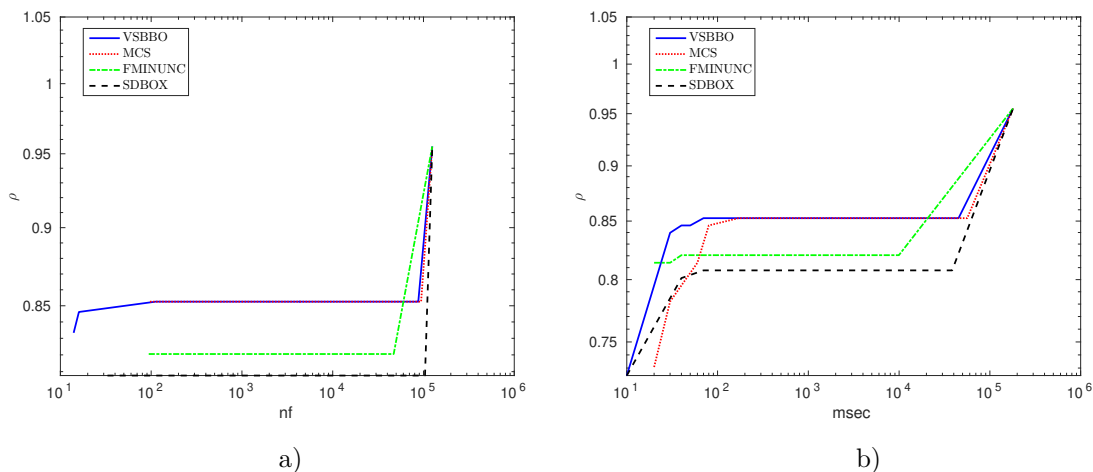 1.05
1
0.95
0.9
0.85
ρ
VSBBO
MCS
FMINUNC
SDBOX
10^1
10^2
10^3
10^4
10^5
10^6
nf
a)
1.05
1
0.95
0.9
0.85
0.8
0.75
ρ
VSBBO
MCS
FMINUNC
SDBOX
10^1
10^2
10^3
10^4
10^5
10^6
msec
b)